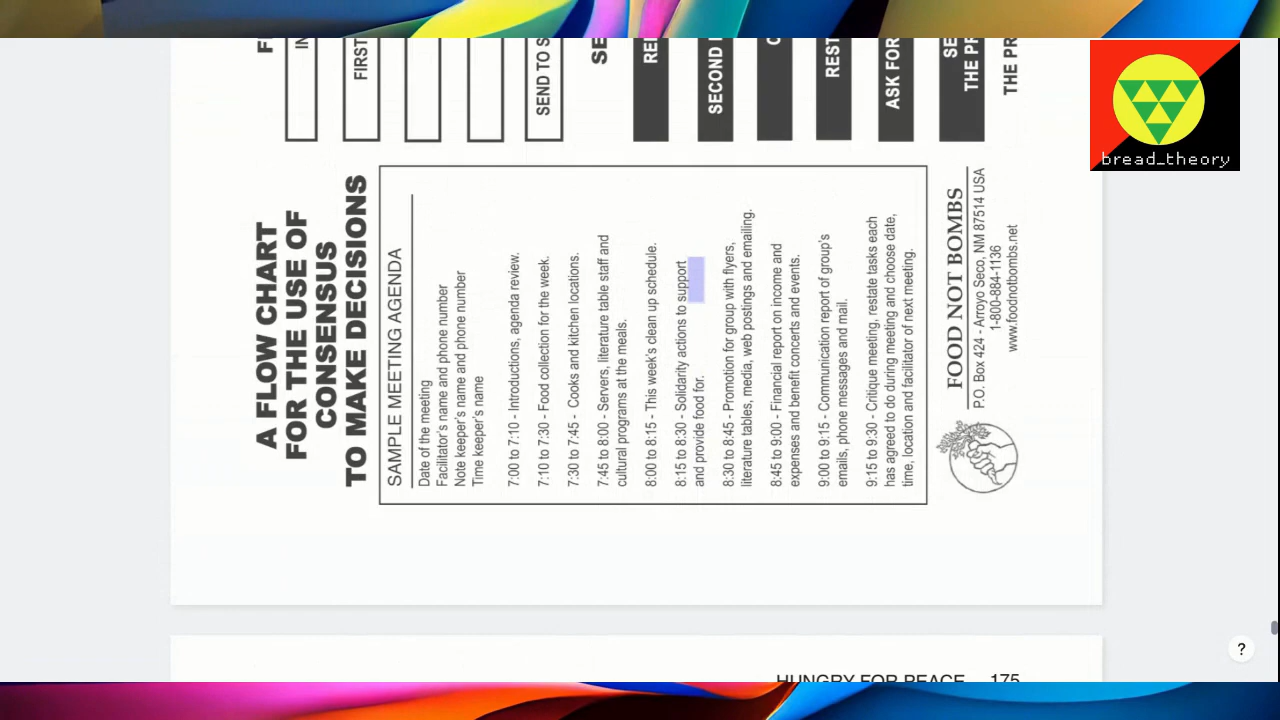 A FLOW CHART
FOR THE USE OF
CONSENSUS
TO MAKE DECISIONS
SAMPLE MEETING AGENDA
Date of the meeting
Facilitator's name and phone number
Note keeper's name and phone number
Time keeper's name
7:00 to 7:10 - Introductions, agenda review.
7:10 to 7:30 - Food collection for the week.
7:30 to 7:45 - Cooks and kitchen locations.
7:45 to 8:00 - Servers, literature table staff and
cultural programs at the meals.
8:00 to 8:15 - This week's clean up schedule.
8:15 to 8:30 - Solidarity actions to support
and provide food for.
8:30 to 8:45 - Promotion for group with flyers,
literature tables, media, web postings and emailing.
8:45 to 9:00 - Financial report on income and
expenses and benefit concerts and events.
9:00 to 9:15 - Communication report of group's
emails, phone messages and mail.
9:15 to 9:30 - Critique meeting, restate tasks each
has agreed to do during meeting and choose date,
time, location and facilitator of next meeting.
FOOD NOT BOMBS
P.O. Box 424 - Arroyo Seco, NM 87514 USA
1-800-884-1136
www.foodnotbombs.net
FIRST
SEND TO S
SECOND
REST
ASK FOR
THE PR
THE PR
bread_theory
HUNGRY FOR PEACE 175
?